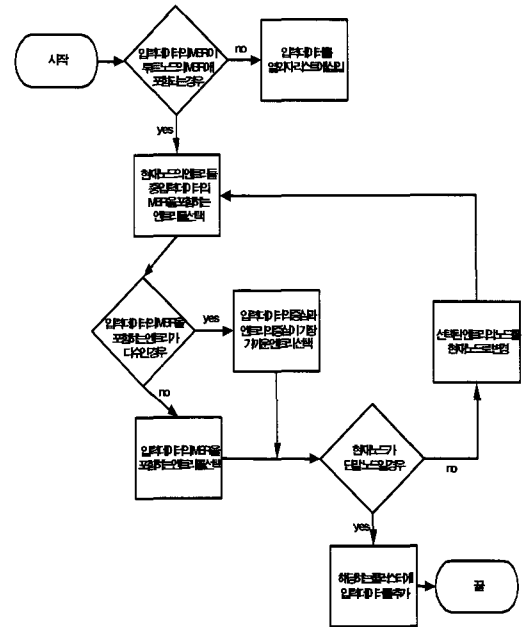 시작
입력데이터의MBR이
루트노드의MBR에
포함되는경우
no
입력데이터를
열외자리스트에삽입
yes
현재노드의엔트리들
중입력데이터의
MBR을포함하는
엔트리를선택
입력데이터의MBR을
포함하는엔트리가
다수인경우
yes
입력데이터의중심과
엔트리의중심이가장
가까운엔트리선택
선택된엔트리의노드를
현재노드로변경
no
입력데이터의MBR을
포함하는엔트리를선택
현재노드가
단말노드일경우
no
yes
해당하는클러스터에
입력데이터를추가
끝